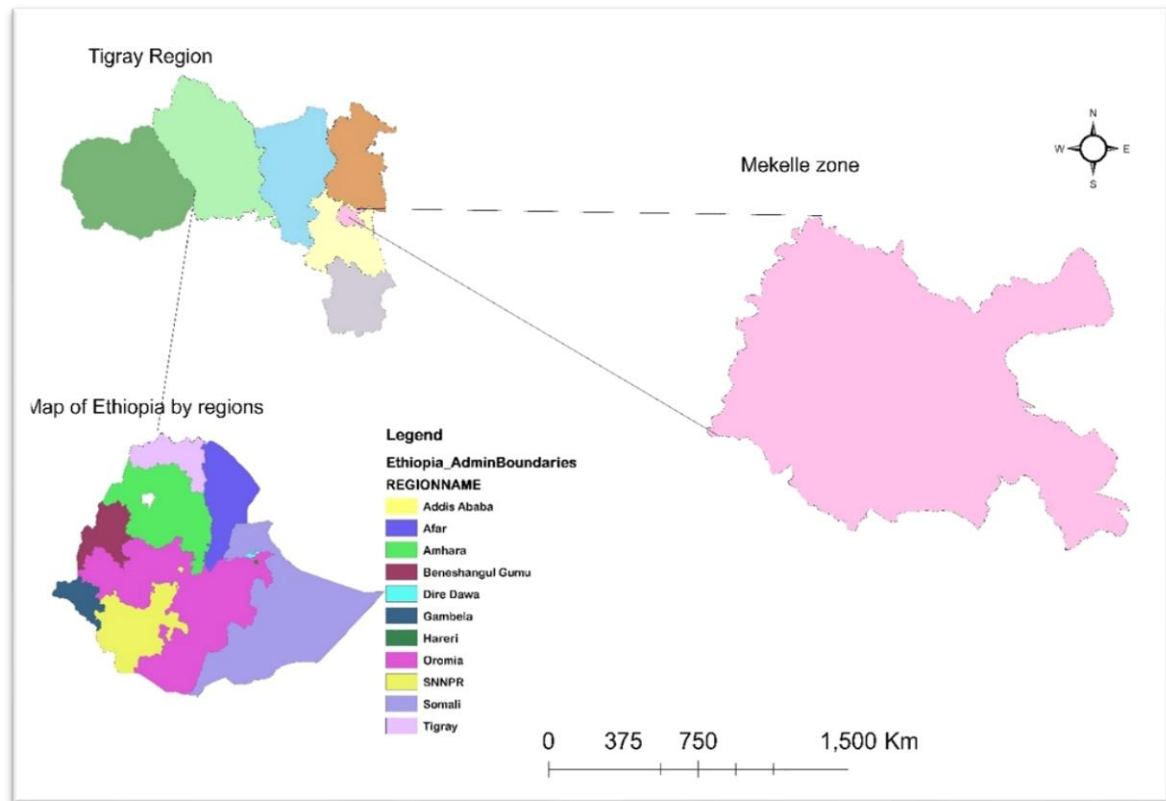 Tigray Region
Mekelle zone
N
W E
S
Map of Ethiopia by regions
Legend
Ethiopia_AdminBoundaries
REGIONNAME
Addis Ababa
Afar
Amhara
Beneshangul Gumu
Dire Dawa
Gambela
Hareri
Oromia
SNNPR
Somali
Tigray
0 375 750 1,500 Km